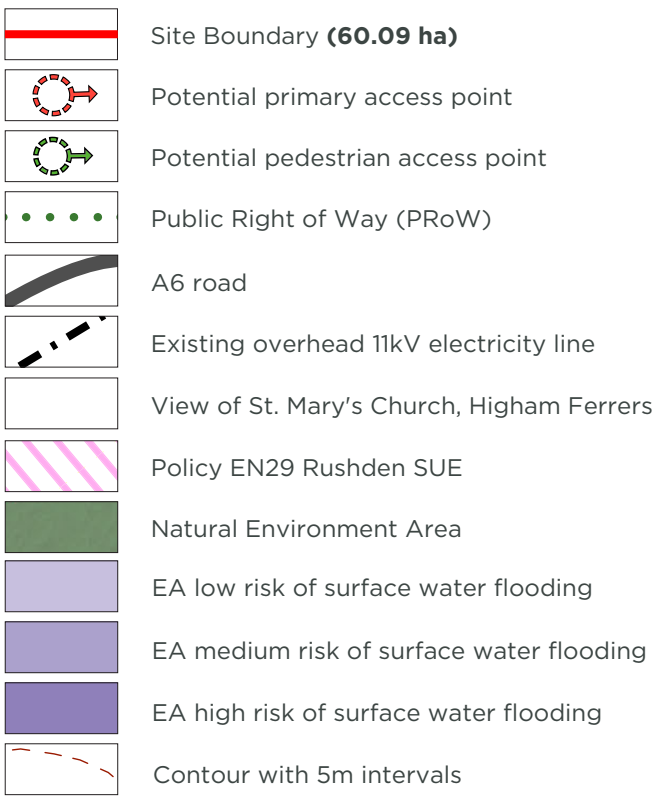 Site Boundary (60.09 ha)
Potential primary access point
Potential pedestrian access point
Public Right of Way (PRoW)
A6 road
Existing overhead 11kV electricity line
View of St. Mary's Church, Higham Ferrers
Policy EN29 Rushden SUE
Natural Environment Area
EA low risk of surface water flooding
EA medium risk of surface water flooding
EA high risk of surface water flooding
Contour with 5m intervals